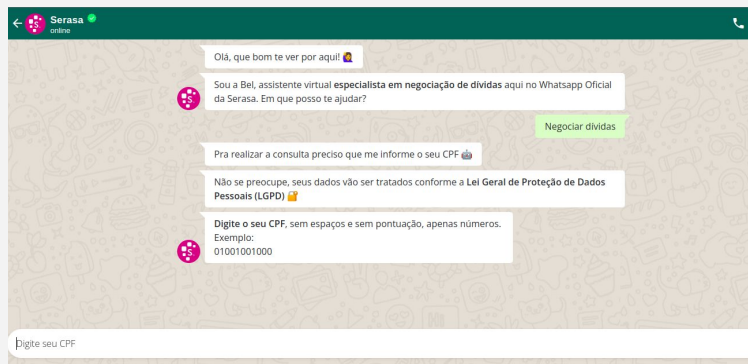 Serasa
online
S.
Olá, que bom te ver por aqui!
Sou a Bel, assistente virtual especialista em negociação de dívidas aqui no Whatsapp Oficial
da Serasa. Em que posso te ajudar?
S.
Negociar dívidas
Pra realizar a consulta preciso que me informe o seu CPF
Não se preocupe, seus dados vão ser tratados conforme a Lei Geral de Proteção de Dados
Pessoais (LGPD)
Digite o seu CPF, sem espaços e sem pontuação, apenas números.
Exemplo:
01001001000
S.
Digite seu CPF